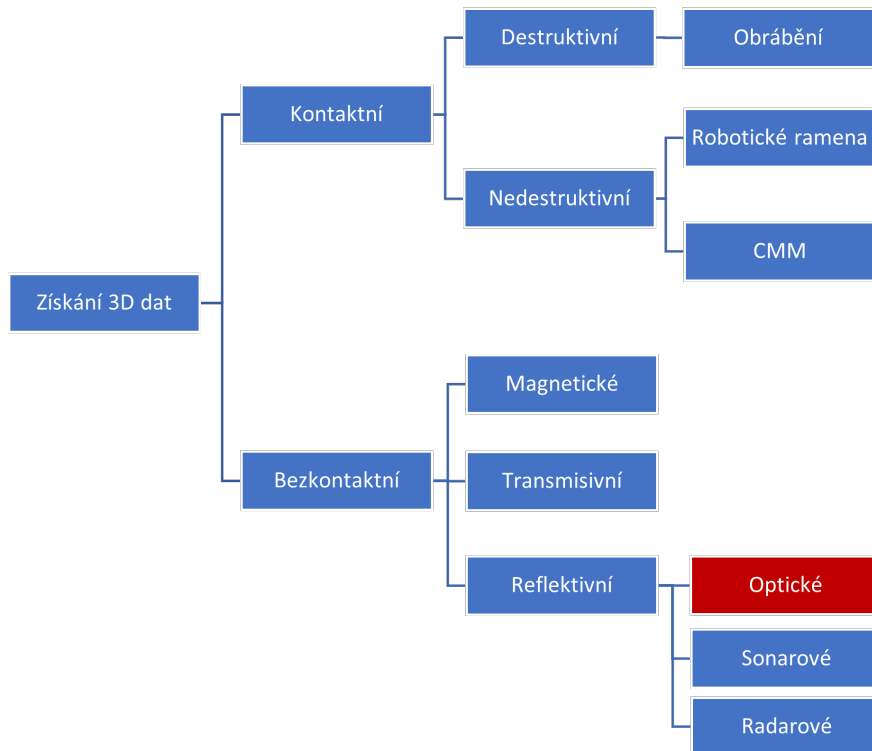 Získání 3D dat
Kontaktní
Destruktivní
Obrábění
Nedestruktivní
Robotické ramena
CMM
Bezkontaktní
Magnetické
Transmisivní
Reflektivní
Optické
Sonarové
Radarové